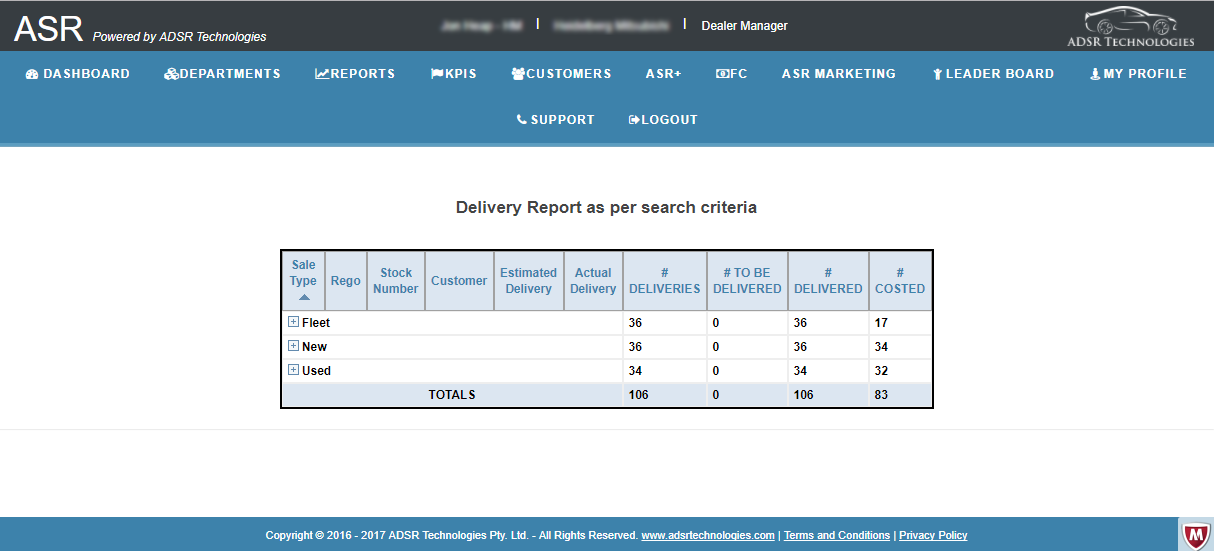 ASR Powered by ADSR Technologies | | Dealer Manager ADSR TECHNOLOGIES
DASHBOARD DEPARTMENTS REPORTS KPIS CUSTOMERS ASR+ FC ASR MARKETING LEADER BOARD MY PROFILE
SUPPORT LOGOUT
Delivery Report as per search criteria
Sale Type Rego Stock Number Customer Estimated Delivery Actual Delivery # DELIVERIES # TO BE DELIVERED # DELIVERED # COSTED
Fleet 36 0 36 17
New 36 0 36 34
Used 34 0 34 32
TOTALS 106 0 106 83
Copyright © 2016 - 2017 ADSR Technologies Pty. Ltd. - All Rights Reserved. www.adsrtechnologies.com | Terms and Conditions | Privacy Policy